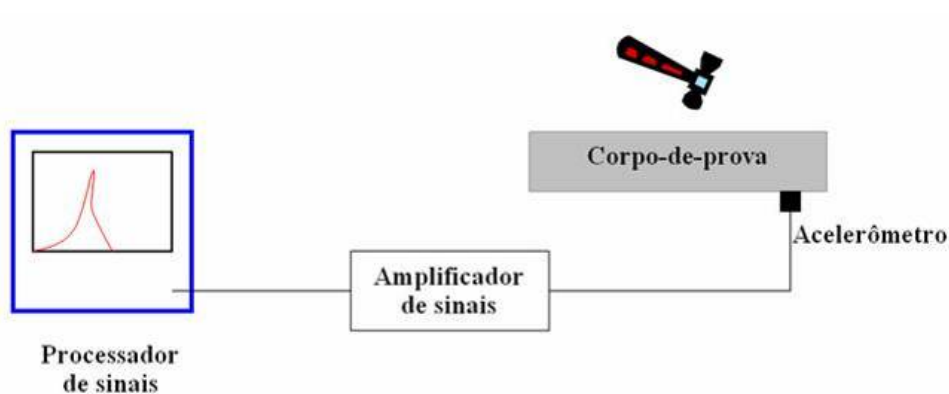 Corpo-de-prova
Acelerômetro
Amplificador
de sinais
Processador
de sinais